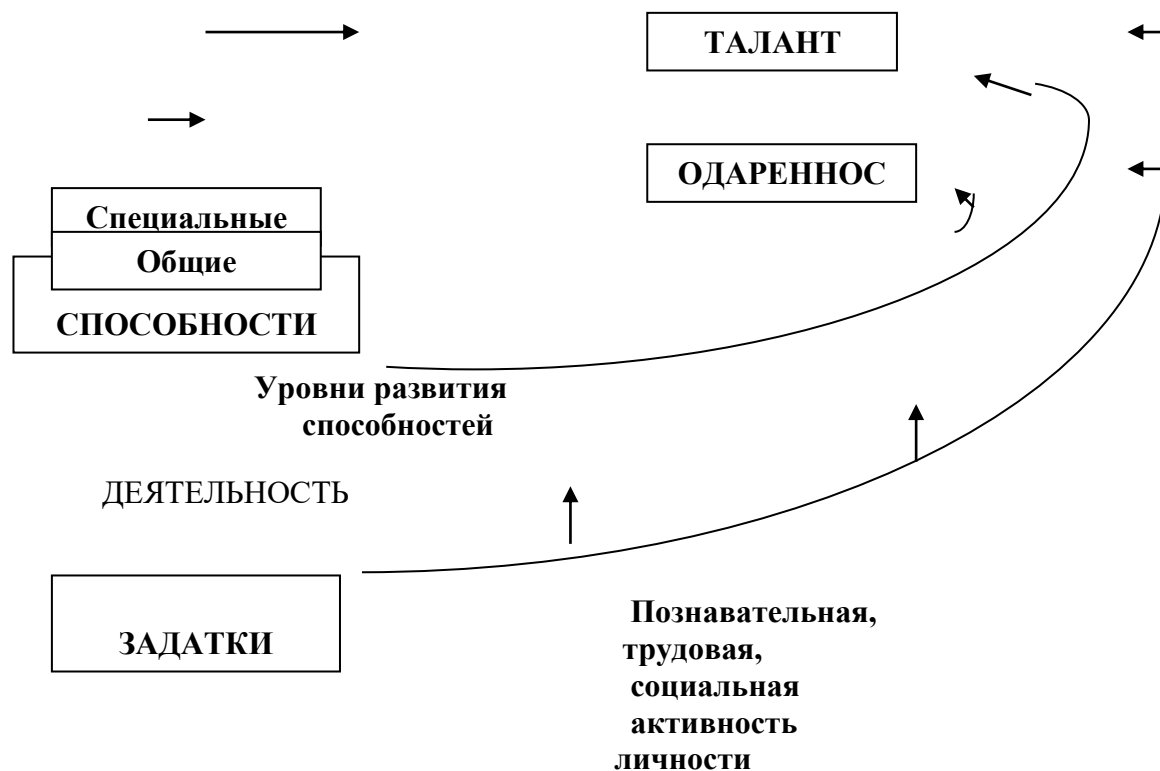 ТАЛАНТ
ОДАРЕННОС
Специальные
Общие
СПОСОБНОСТИ
Уровни развития
способностей
ДЕЯТЕЛЬНОСТЬ
ЗАДАТКИ
Познавательная,
трудовая,
социальная
активность
личности